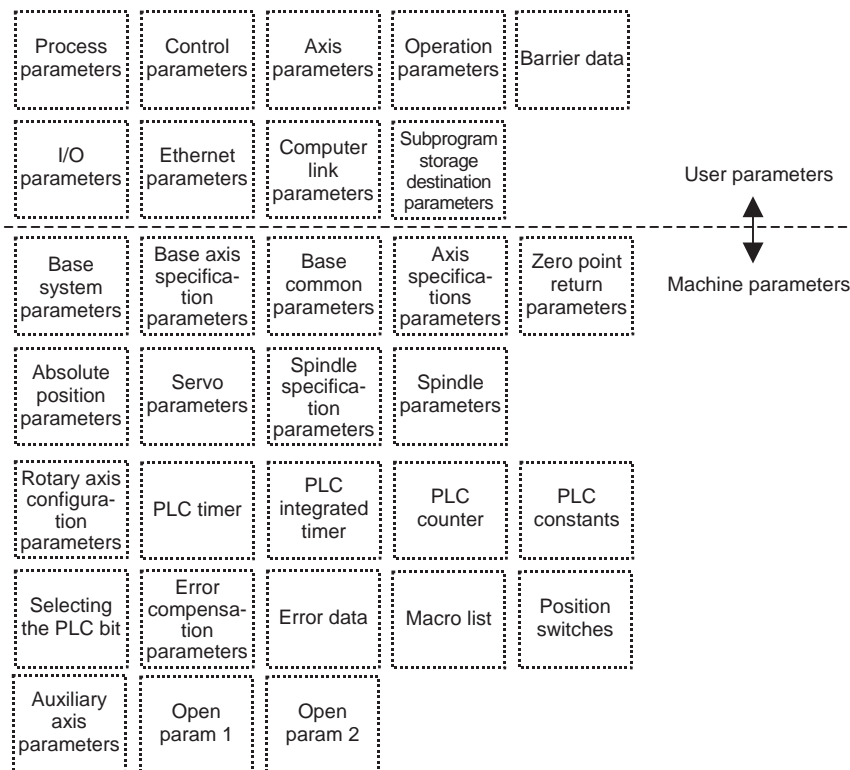 Process
parameters
Control
parameters
Axis
parameters
Operation
parameters
Barrier data
I/O
parameters
Ethernet
parameters
Computer
link
parameters
Subprogram
storage
destination
parameters
User parameters
Machine parameters
Base
system
parameters
Base axis
specifica-
tion
parameters
Base
common
parameters
Axis
specifica-
tions
parameters
Zero point
return
parameters
Absolute
position
parameters
Servo
parameters
Spindle
specifica-
tion
parameters
Spindle
parameters
Rotary axis
configura-
tion
parameters
PLC timer
PLC
integrated
timer
PLC
counter
PLC
constants
Selecting
the PLC bit
Error
compensa-
tion
parameters
Error data
Macro list
Position
switches
Auxiliary
axis
parameters
Open
param 1
Open
param 2